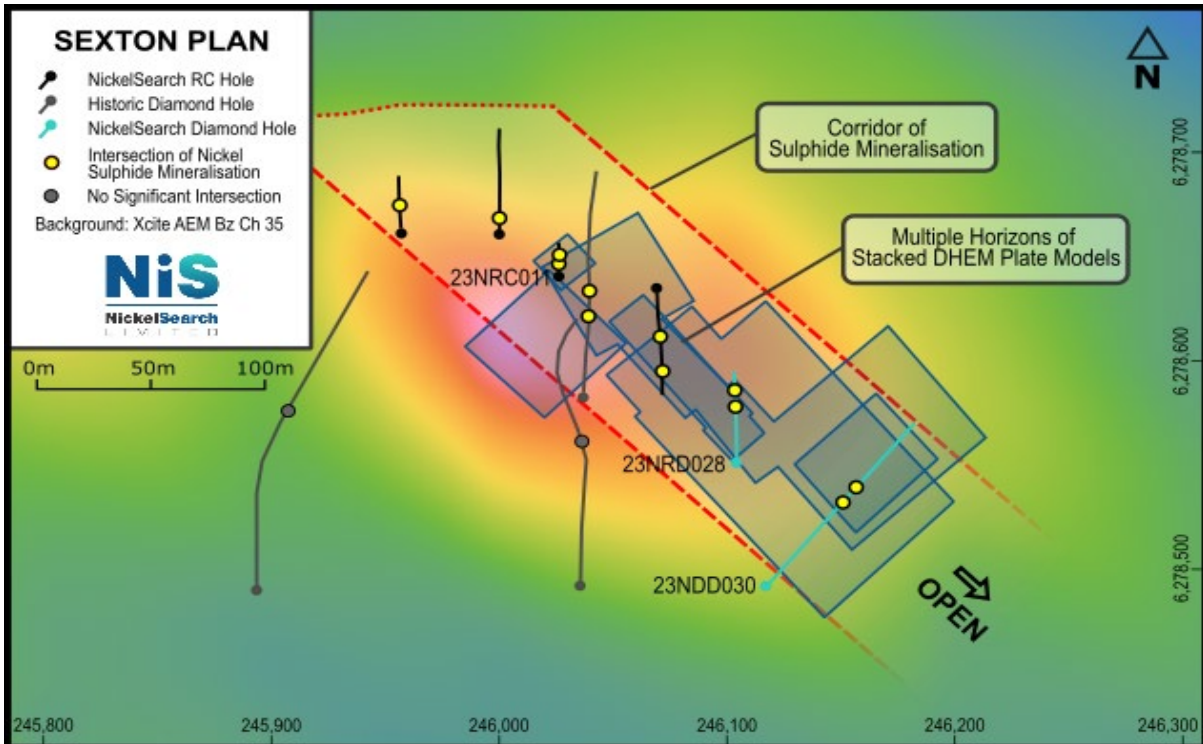 SEXTON PLAN
NickelSearch RC Hole
Historic Diamond Hole
NickelSearch Diamond Hole
Intersection of Nickel
Sulphide Mineralisation
No Significant Intersection
Background: Xcite AEM Bz Ch 35
NiS
NickelSearch
LIMITED
0m 50m 100m
N
Corridor of
Sulphide Mineralisation
Multiple Horizons of
Stacked DHEM Plate Models
23NRC011
23NRD028
23NDD030
OPEN
6,278,700
6,278,600
6,278,500
245,800 245,900 246,000 246,100 246,200 246,300